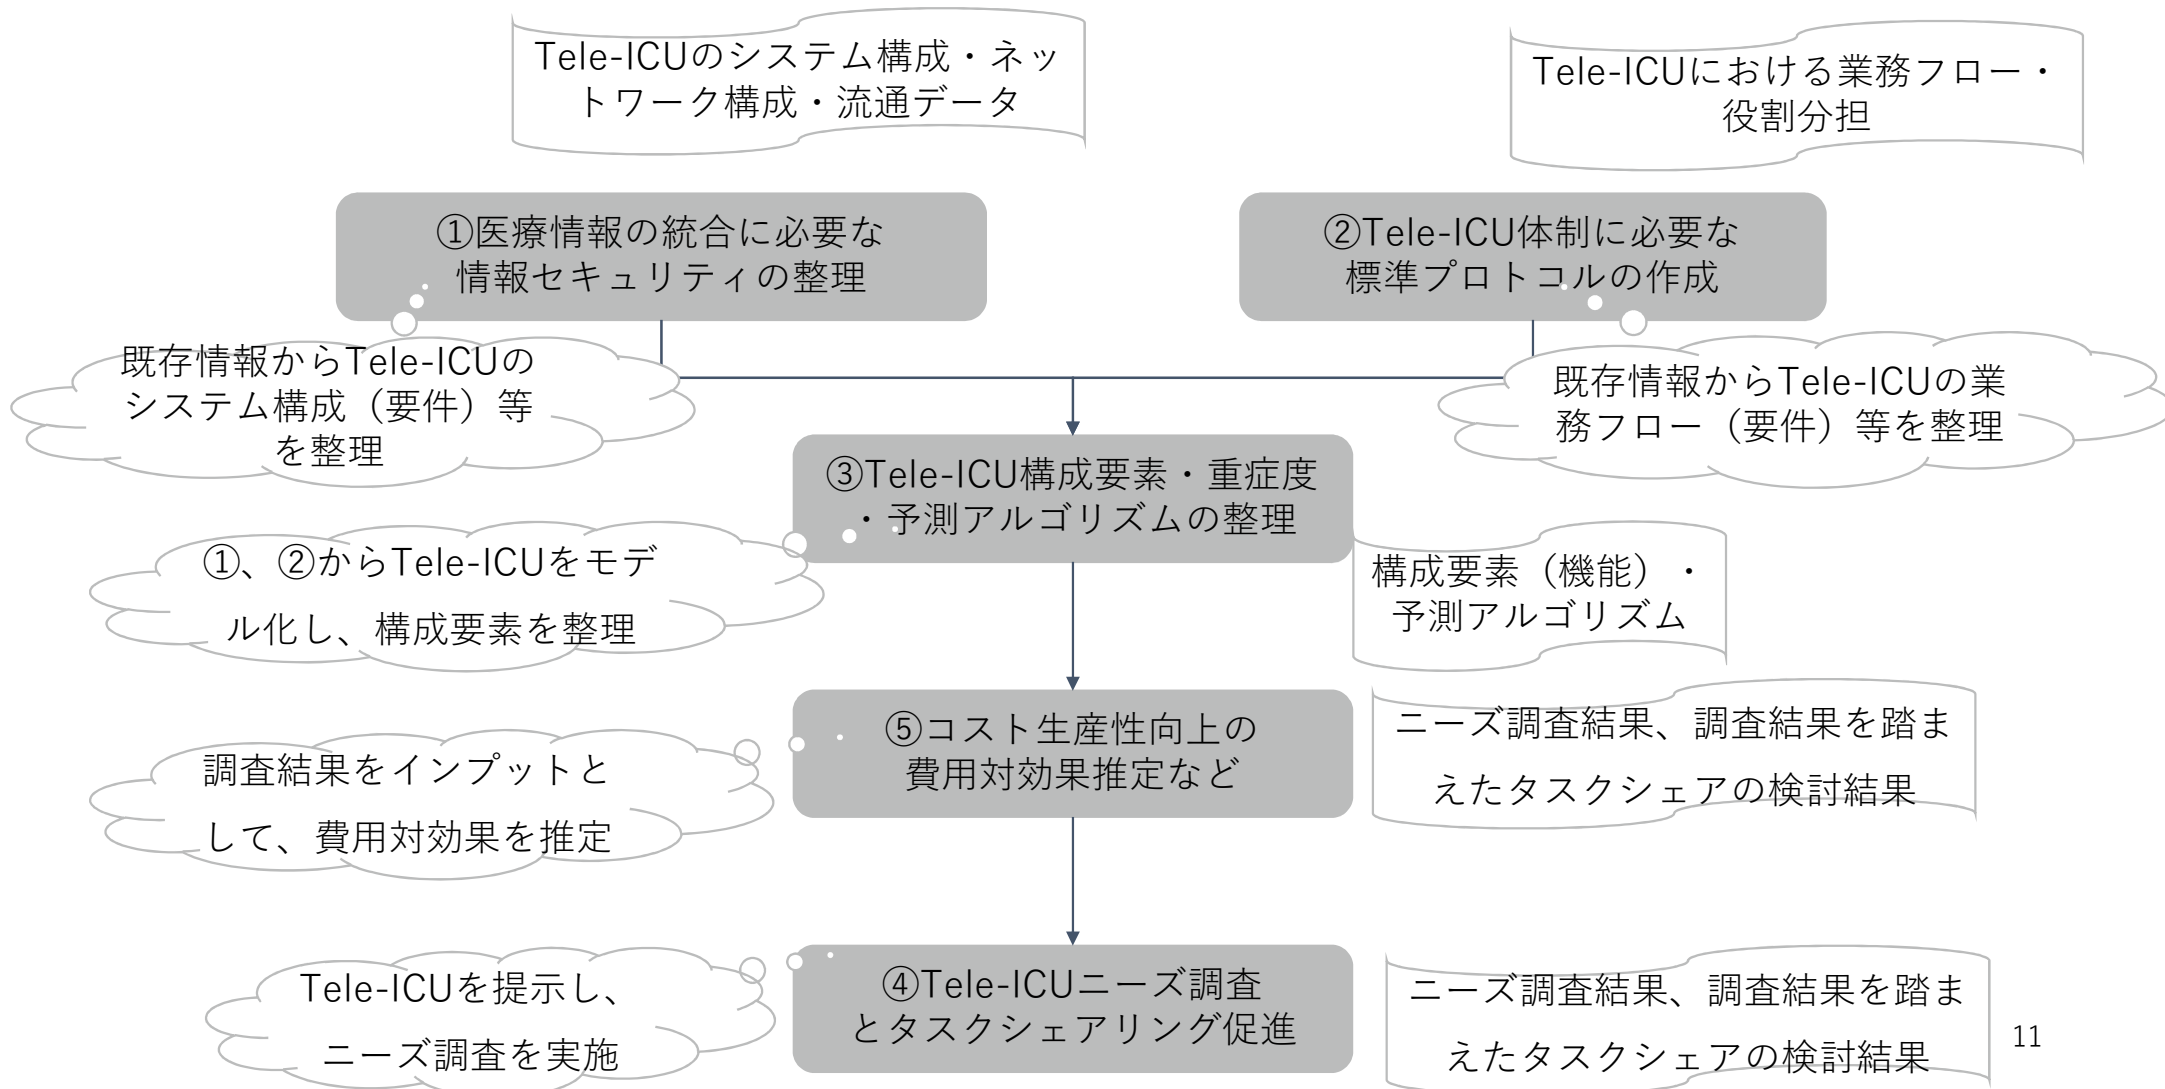 Tele-ICUのシステム構成・ネッ
トワーク構成・流通データ
Tele-ICUにおける業務フロー・
役割分担
①医療情報の統合に必要な
情報セキュリティの整理
②Tele-ICU体制に必要な
標準プロトコルの作成
既存情報からTele-ICUの
システム構成（要件）等
を整理
既存情報からTele-ICUの業
務フロー（要件）等を整理
③Tele-ICU構成要素・重症度
・予測アルゴリズムの整理
①、②からTele-ICUをモデ
ル化し、構成要素を整理
構成要素（機能）・
予測アルゴリズム
⑤コスト生産性向上の
費用対効果推定など
調査結果をインプットと
して、費用対効果を推定
ニーズ調査結果、調査結果を踏ま
えたタスクシェアの検討結果
④Tele-ICUニーズ調査
とタスクシェアリング促進
Tele-ICUを提示し、
ニーズ調査を実施
ニーズ調査結果、調査結果を踏ま
えたタスクシェアの検討結果
11